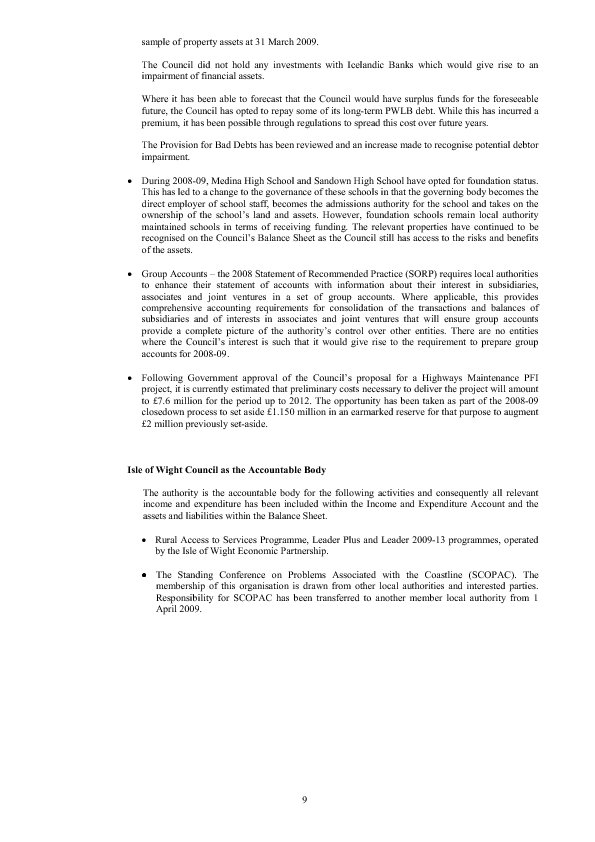 sample of property assets at 31 March 2009.
The Council did not hold any investments with Icelandic Banks which would give rise to an
impairment of financial assets.
Where it has been able to forecast that the Council would have surplus funds for the foreseeable
future, the Council has opted to repay some of its long-term PWLB debt. While this has incurred a
premium, it has been possible through regulations to spread this cost over future years.
The Provision for Bad Debts has been reviewed and an increase made to recognise potential debtor
impairment.
• During 2008-09, Medina High School and Sandown High School have opted for foundation status.
This has led to a change to the governance of these schools in that the governing body becomes the
direct employer of school staff, becomes the admissions authority for the school and takes on the
ownership of the school's land and assets. However, foundation schools remain local authority
maintained schools in terms of receiving funding. The relevant properties have continued to be
recognised on the Council's Balance Sheet as the Council still has access to the risks and benefits
of the assets.
• Group Accounts – the 2008 Statement of Recommended Practice (SORP) requires local authorities
to enhance their statement of accounts with information about their interest in subsidiaries,
associates and joint ventures in a set of group accounts. Where applicable, this provides
comprehensive accounting requirements for consolidation of the transactions and balances of
subsidiaries and of interests in associates and joint ventures that will ensure group accounts
provide a complete picture of the authority's control over other entities. There are no entities
where the Council's interest is such that it would give rise to the requirement to prepare group
accounts for 2008-09.
• Following Government approval of the Council's proposal for a Highways Maintenance PFI
project, it is currently estimated that preliminary costs necessary to deliver the project will amount
to £7.6 million for the period up to 2012. The opportunity has been taken as part of the 2008-09
closedown process to set aside £1.150 million in an earmarked reserve for that purpose to augment
£2 million previously set-aside.
Isle of Wight Council as the Accountable Body
The authority is the accountable body for the following activities and consequently all relevant
income and expenditure has been included within the Income and Expenditure Account and the
assets and liabilities within the Balance Sheet.
• Rural Access to Services Programme, Leader Plus and Leader 2009-13 programmes, operated
by the Isle of Wight Economic Partnership.
• The Standing Conference on Problems Associated with the Coastline (SCOPAC). The
membership of this organisation is drawn from other local authorities and interested parties.
Responsibility for SCOPAC has been transferred to another member local authority from 1
April 2009.
9